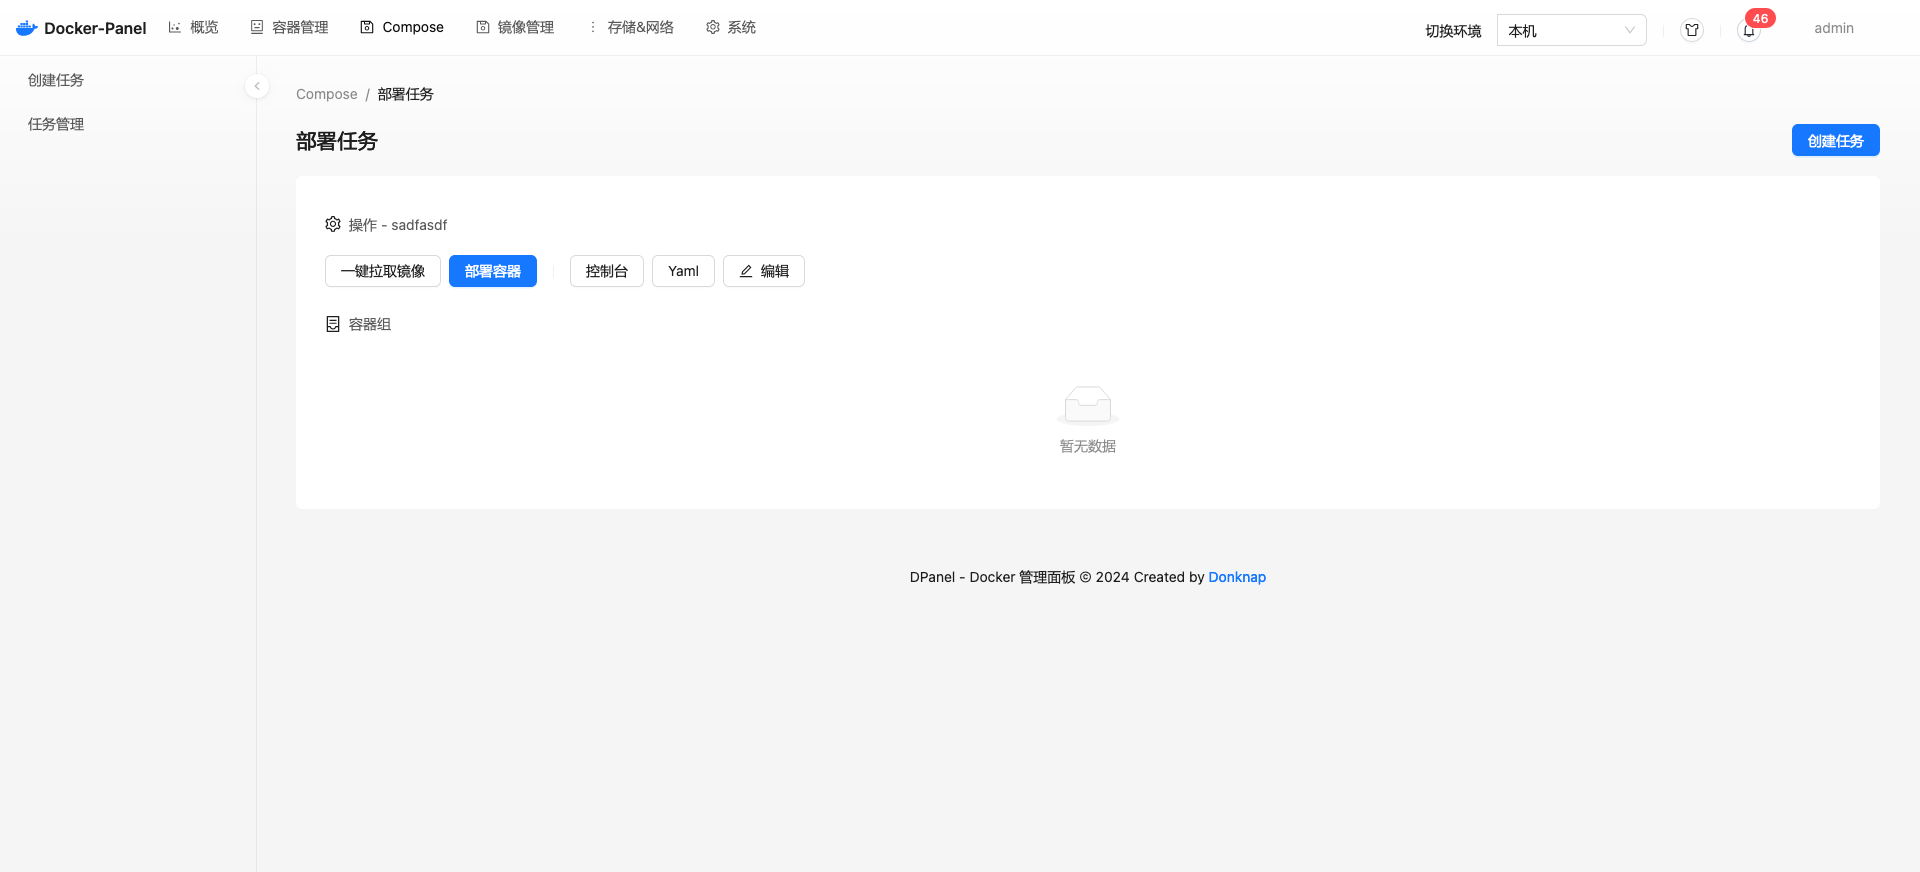 Docker-Panel 概览 容器管理 Compose 镜像管理 存储&网络 系统 切换环境 本机 46 admin
创建任务
任务管理
Compose / 部署任务
部署任务 创建任务
操作 - sadfasdf
一键拉取镜像 部署容器 控制台 Yaml 编辑
容器组
暂无数据
DPanel - Docker 管理面板 © 2024 Created by Donknap